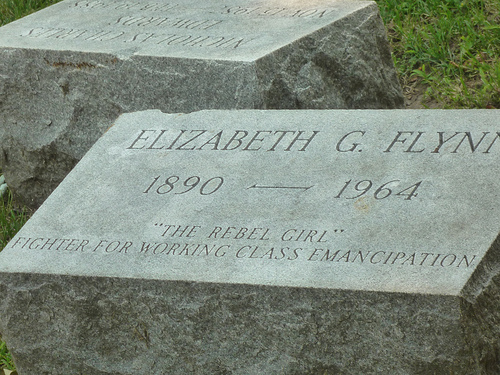 ELIZABETH G. FLYNN
1890 — 1964
"THE REBEL GIRL"
FIGHTER FOR WORKING CLASS EMANCIPATION